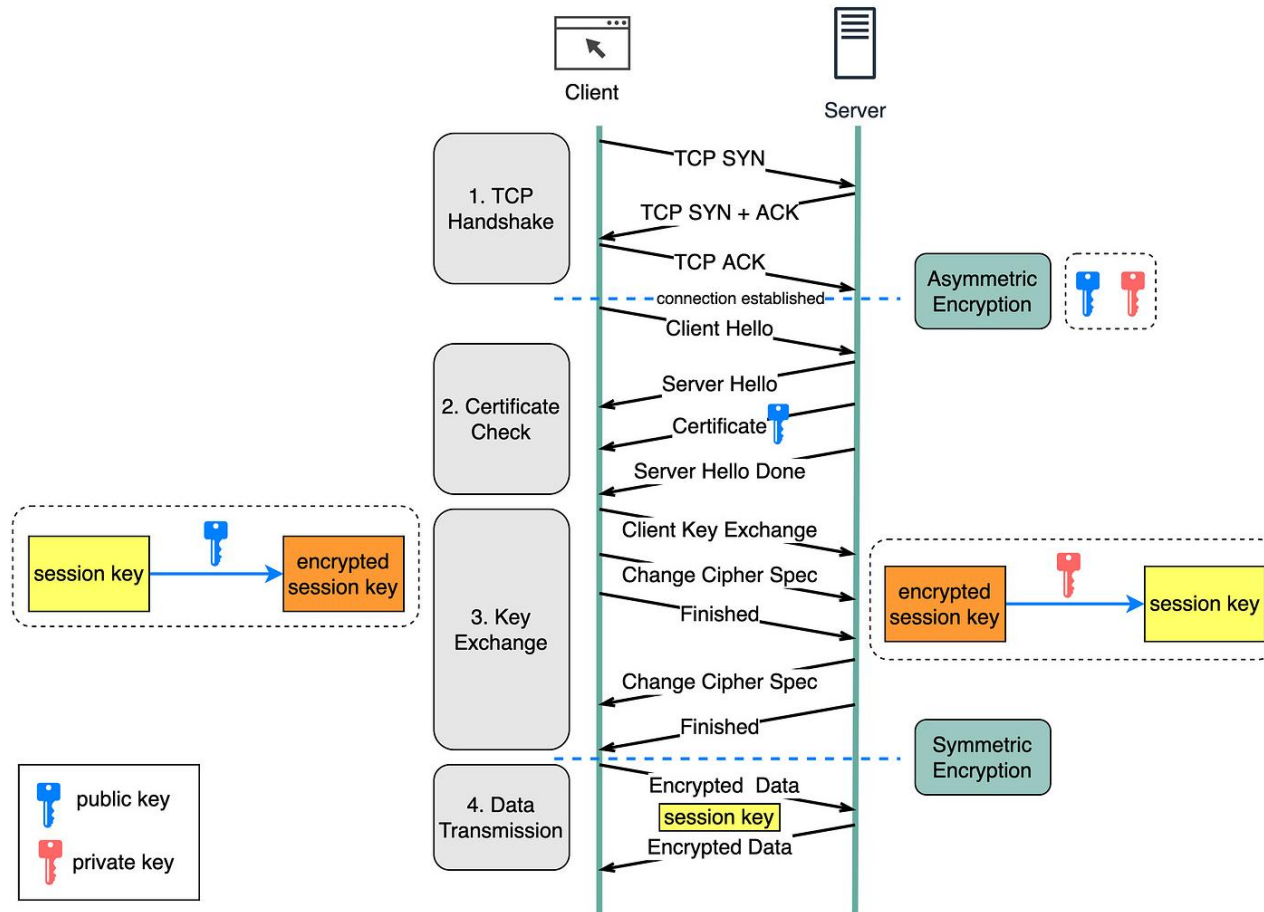 Client
Server
1. TCP
Handshake
TCP SYN
TCP SYN + ACK
TCP ACK
connection established
Asymmetric
Encryption
Client Hello
2. Certificate
Check
Server Hello
Certificate
Server Hello Done
session key
encrypted
session key
3. Key
Exchange
Client Key Exchange
Change Cipher Spec
Finished
Change Cipher Spec
Finished
encrypted
session key
session key
Symmetric
Encryption
4. Data
Transmission
Encrypted Data
session key
Encrypted Data
public key
private key